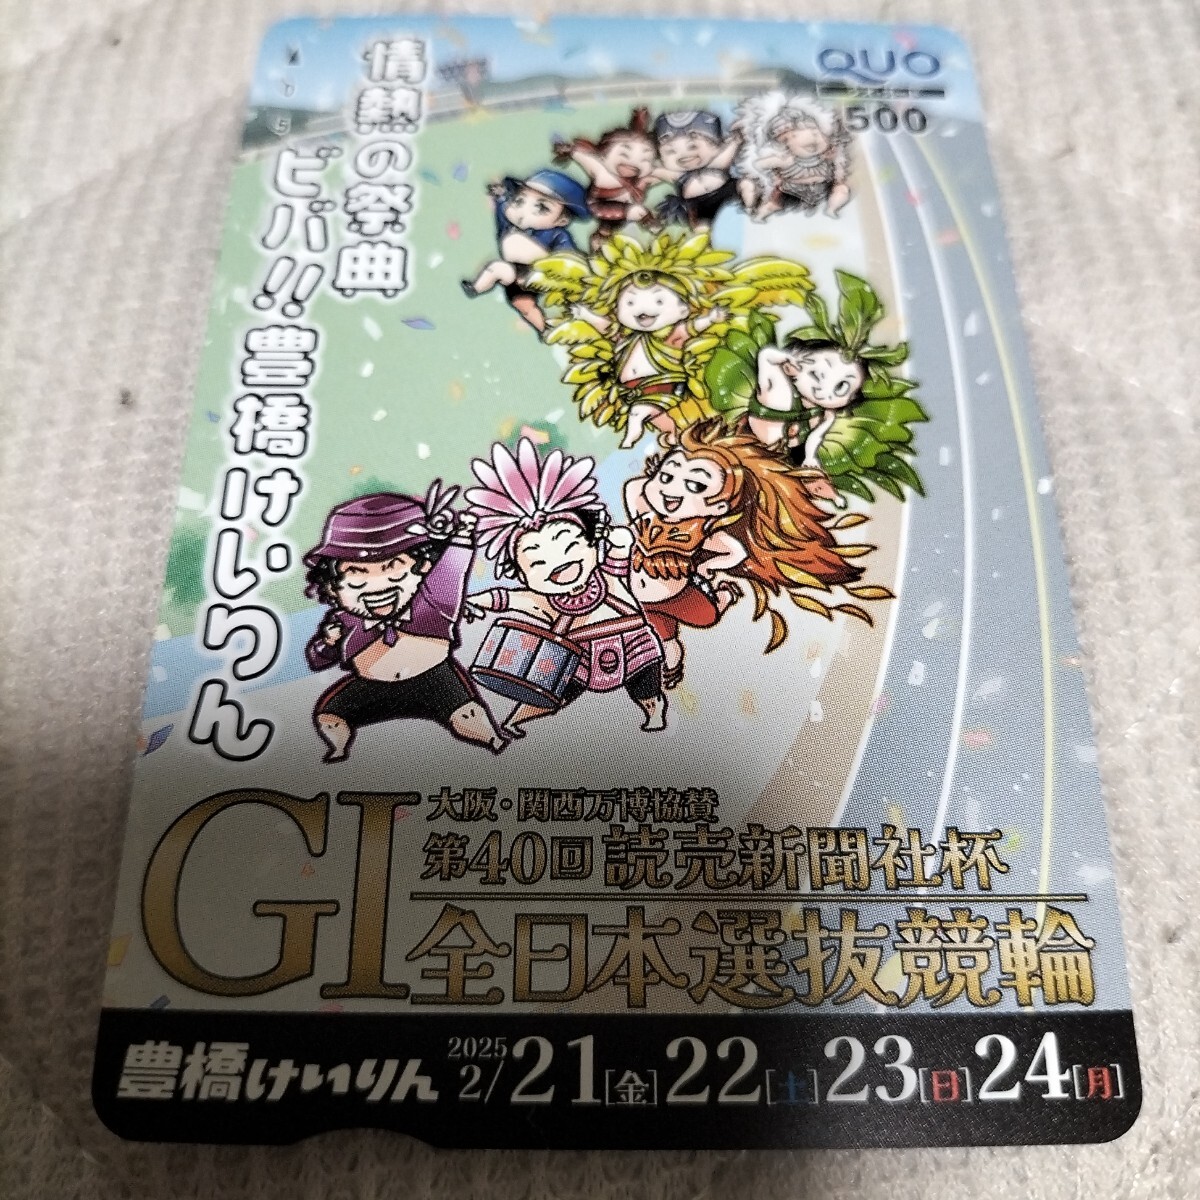 QUO
500
情熱の祭典
ビバ!!豊橋けいりん
GI
大阪・関西万博協賛
第40回読売新聞社杯
全日本選抜競輪
豊橋けいりん 2025 2/21[金]22[土]23[日]24[月]